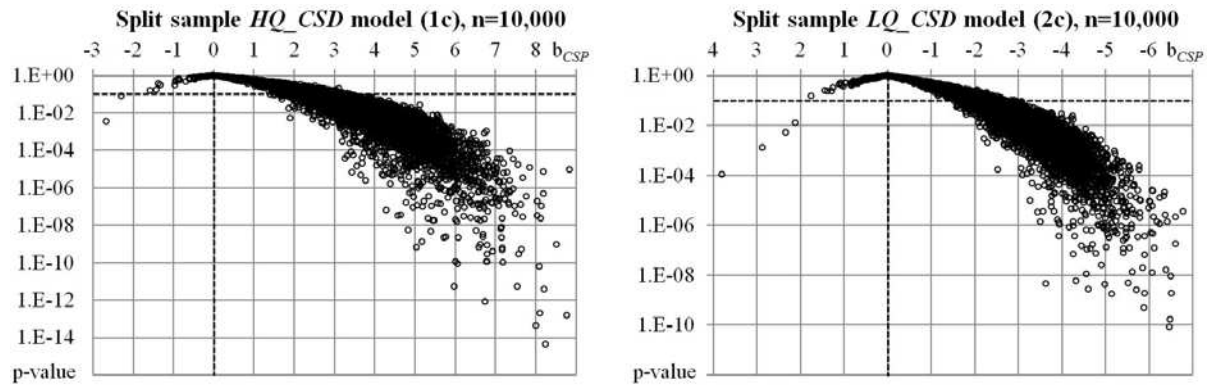 Split sample HQ_CSD model (1c), n=10,000
-3 -2 -1 0 1 2 3 4 5 6 7 8 b_CSP
1.E+00
1.E-02
1.E-04
1.E-06
1.E-08
1.E-10
1.E-12
1.E-14
p-value
Split sample LQ_CSD model (2c), n=10,000
4 3 2 1 0 -1 -2 -3 -4 -5 -6 b_CSP
1.E+00
1.E-02
1.E-04
1.E-06
1.E-08
1.E-10
p-value